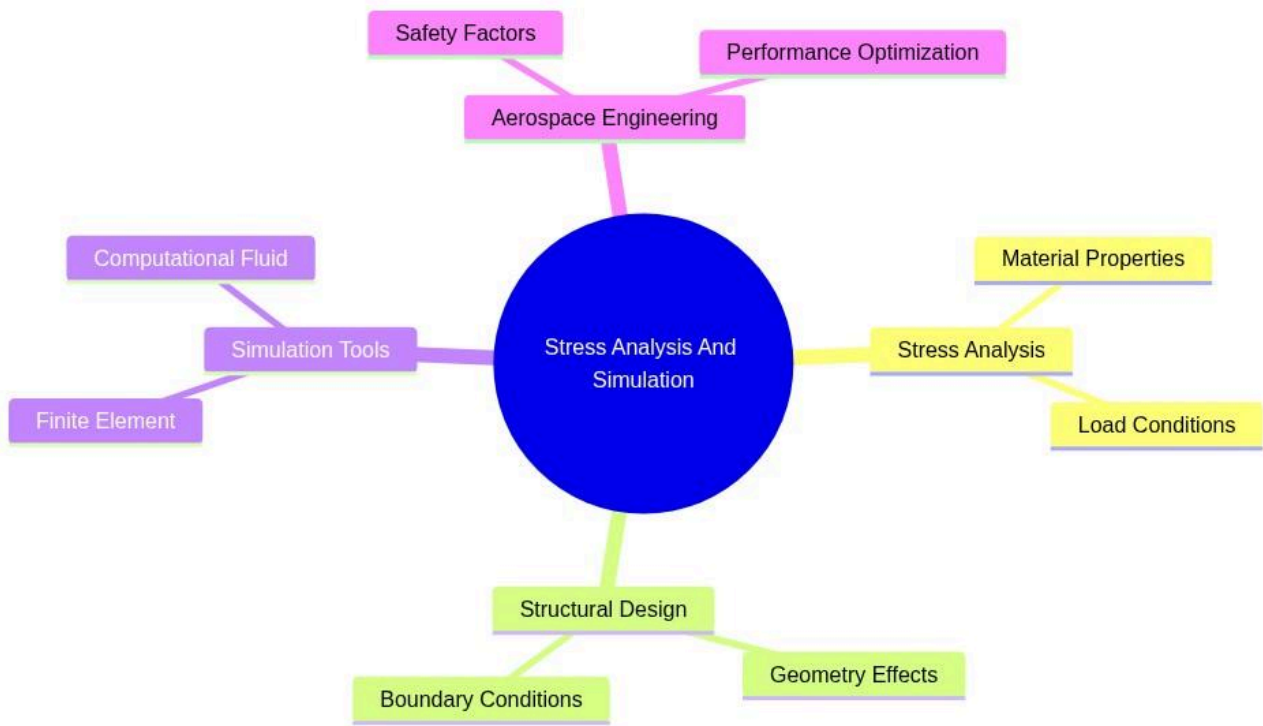 Safety Factors
Performance Optimization
Aerospace Engineering
Computational Fluid
Material Properties
Simulation Tools
Stress Analysis And
Simulation
Stress Analysis
Finite Element
Load Conditions
Structural Design
Geometry Effects
Boundary Conditions